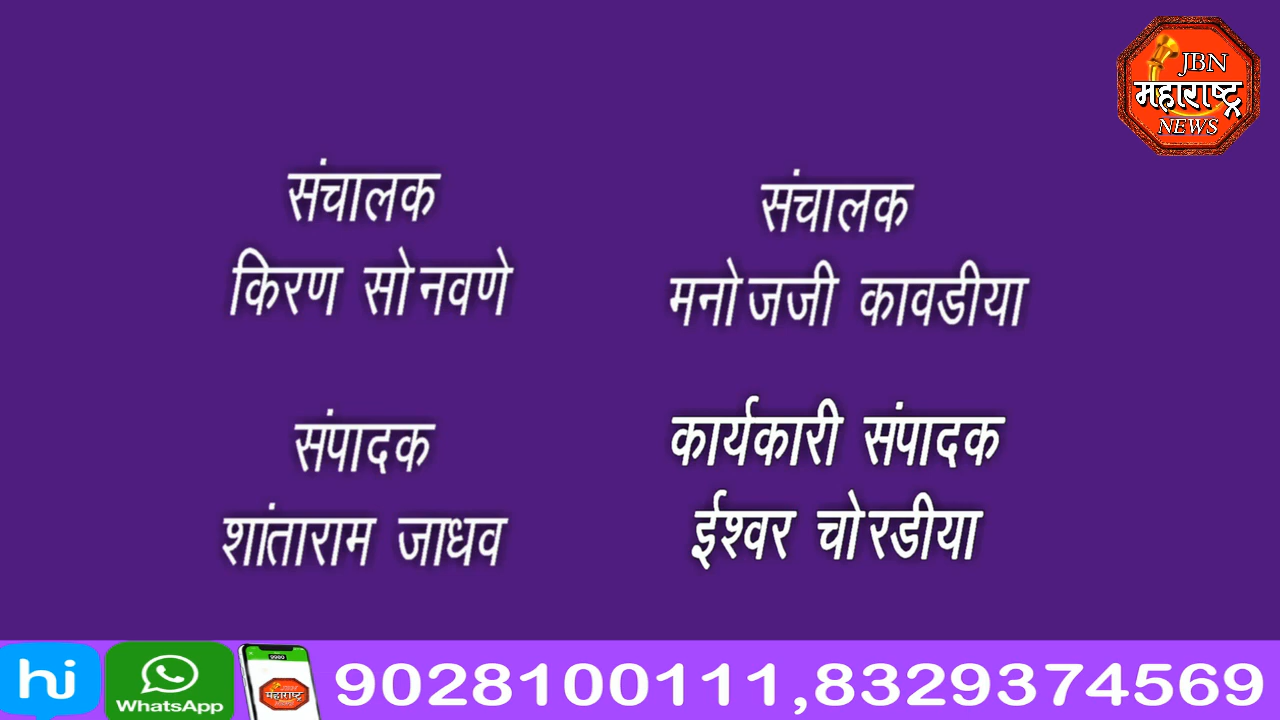 JBN
महाराष्ट्र
NEWS
संचालक
किरण सोनवणे
संचालक
मनोजजी कावडीया
संपादक
शांताराम जाधव
कार्यकारी संपादक
ईश्वर चोरडीया
hi
WhatsApp
महाराष्ट्र
9028100111,8329374569